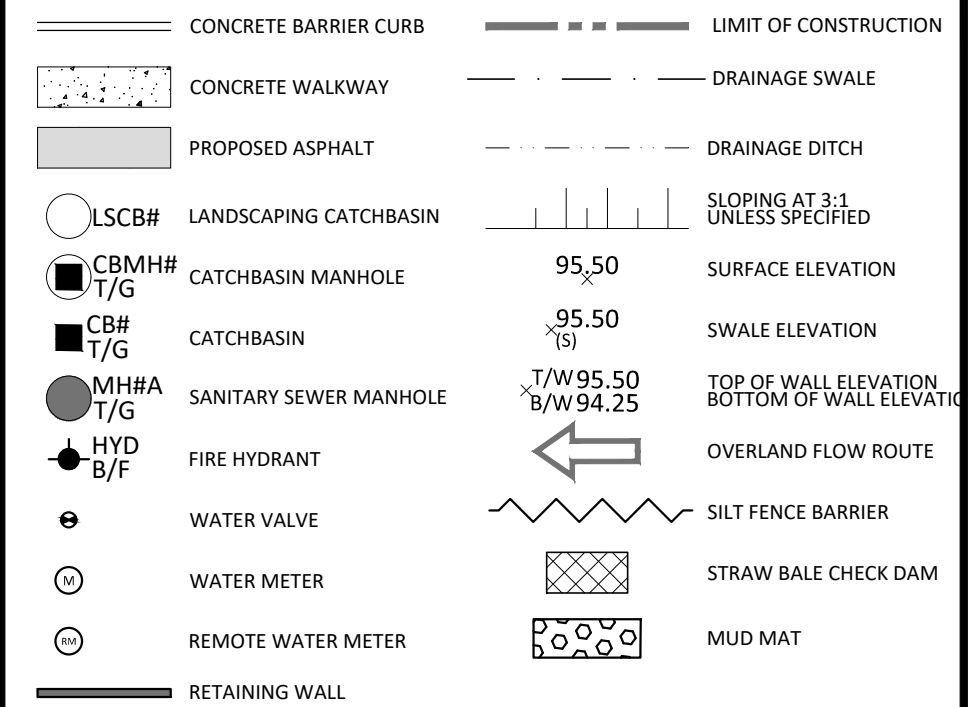 CONCRETE BARRIER CURB
CONCRETE WALKWAY
PROPOSED ASPHALT
LSCB#
LANDSCAPING CATCHBASIN
CBMH#
T/G
CATCHBASIN MANHOLE
CB#
T/G
CATCHBASIN
MH#A
T/G
SANITARY SEWER MANHOLE
HYD
B/F
FIRE HYDRANT
WATER VALVE
M
WATER METER
RM
REMOTE WATER METER
RETAINING WALL
LIMIT OF CONSTRUCTION
DRAINAGE SWALE
DRAINAGE DITCH
SLOPING AT 3:1
UNLESS SPECIFIED
95.50
SURFACE ELEVATION
95.50
(S)
SWALE ELEVATION
T/W 95.50
B/W 94.25
TOP OF WALL ELEVATION
BOTTOM OF WALL ELEVATIO
OVERLAND FLOW ROUTE
SILT FENCE BARRIER
STRAW BALE CHECK DAM
MUD MAT